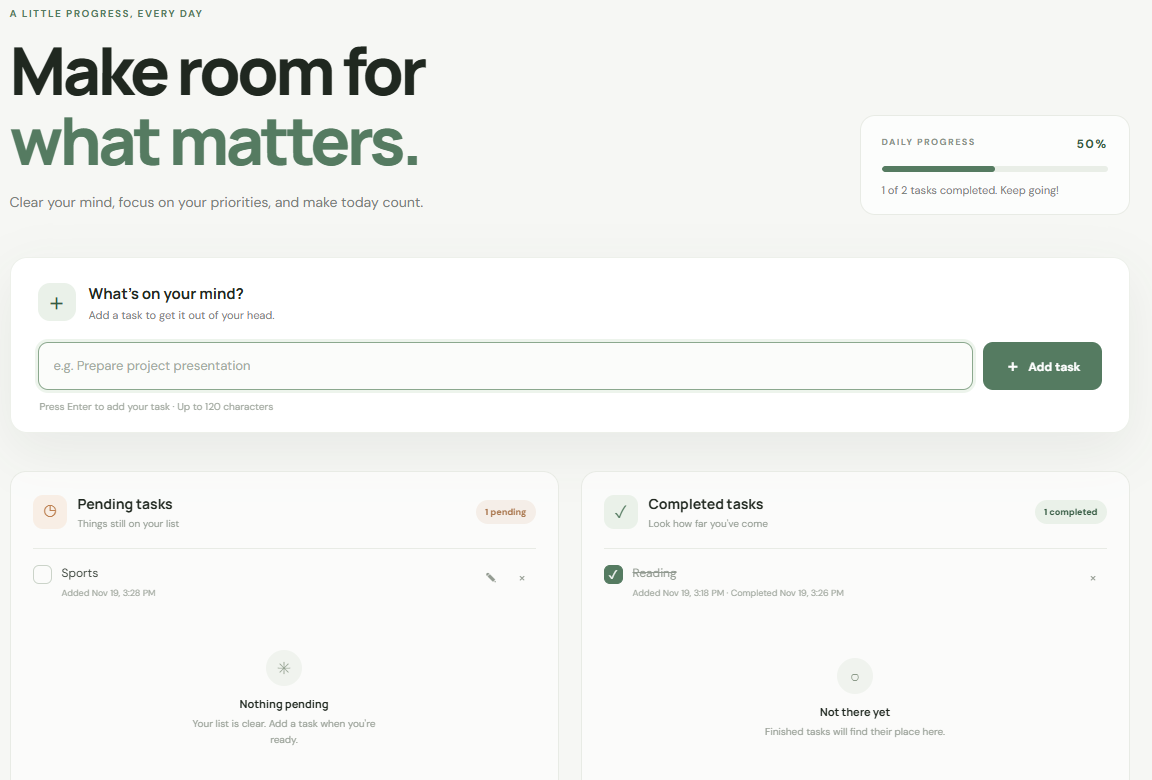 A LITTLE PROGRESS, EVERY DAY
Make room for
what matters.
Clear your mind, focus on your priorities, and make today count.
DAILY PROGRESS 50%
1 of 2 tasks completed. Keep going!
+ What's on your mind?
Add a task to get it out of your head.
e.g. Prepare project presentation
+ Add task
Press Enter to add your task · Up to 120 characters
Pending tasks
Things still on your list
1 pending
Sports
Added Nov 19, 3:28 PM
Nothing pending
Your list is clear. Add a task when you're
ready.
Completed tasks
Look how far you've come
1 completed
Reading
Added Nov 19, 3:18 PM · Completed Nov 19, 3:26 PM
Not there yet
Finished tasks will find their place here.